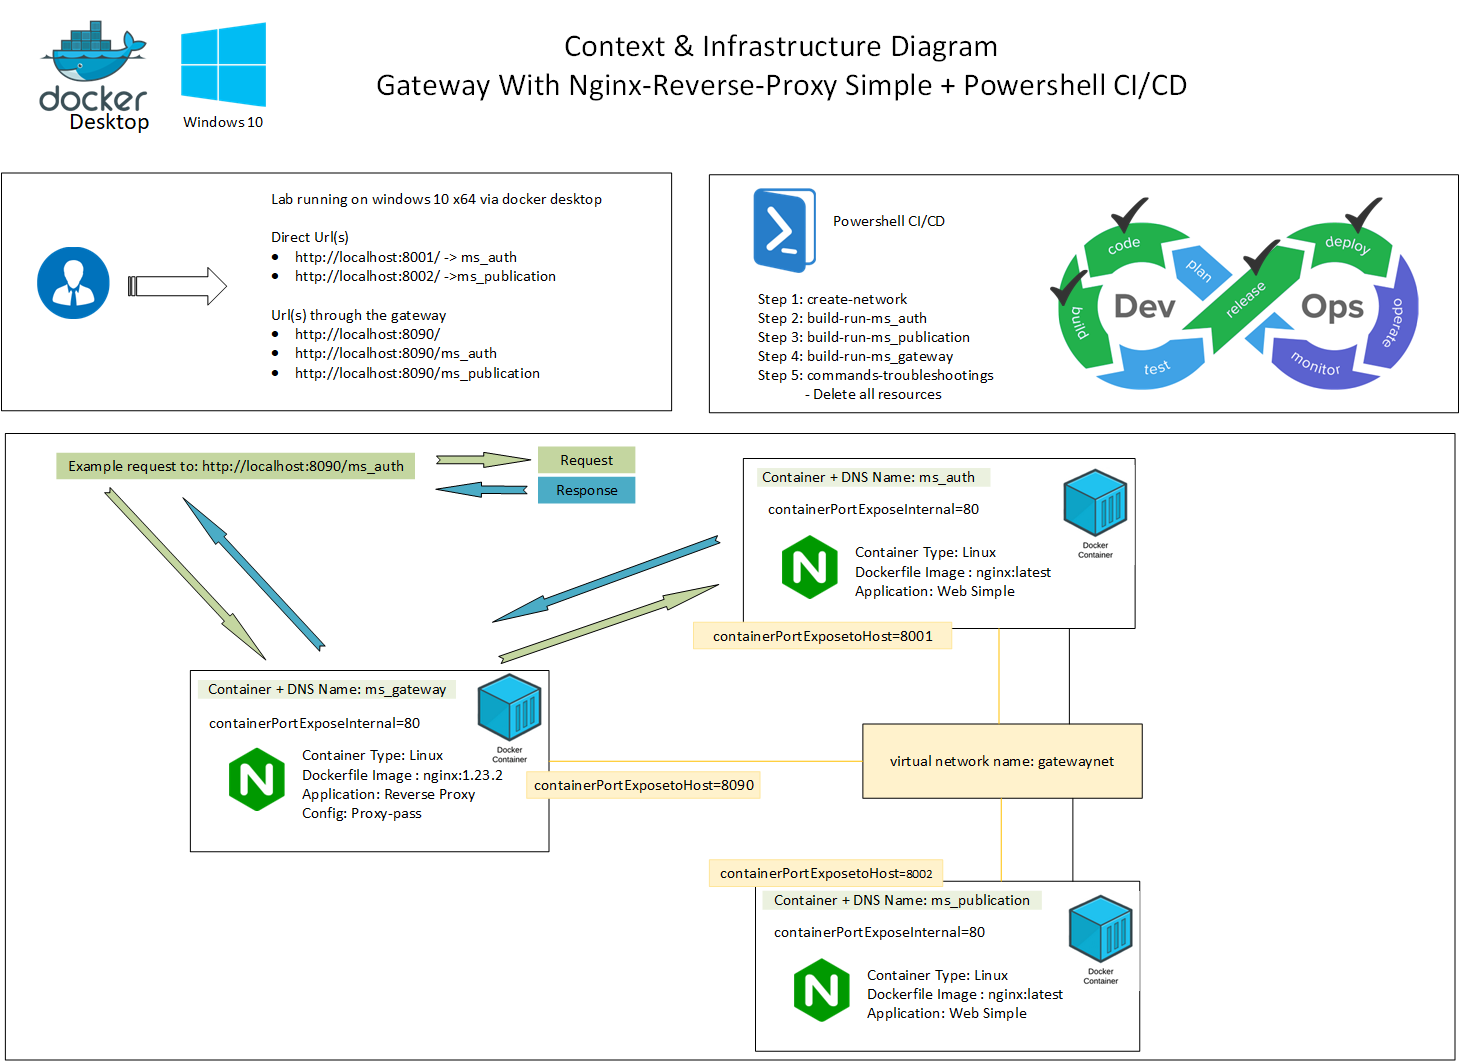 docker
Desktop
Windows 10
Context & Infrastructure Diagram
Gateway With Nginx-Reverse-Proxy Simple + Powershell CI/CD
Lab running on windows 10 x64 via docker desktop
Direct Url(s)
• http://localhost:8001/ -> ms_auth
• http://localhost:8002/ ->ms_publication
Url(s) through the gateway
• http://localhost:8090/
• http://localhost:8090/ms_auth
• http://localhost:8090/ms_publication
Powershell CI/CD
Step 1: create-network
Step 2: build-run-ms_auth
Step 3: build-run-ms_publication
Step 4: build-run-ms_gateway
Step 5: commands-troubleshootings
- Delete all resources
code
plan
build
Dev
test
release
deploy
Ops
operate
monitor
Example request to: http://localhost:8090/ms_auth
Request
Response
Container + DNS Name: ms_auth
containerPortExposeInternal=80
Docker
Container
N
Container Type: Linux
Dockerfile Image : nginx:latest
Application: Web Simple
containerPortExposetoHost=8001
Container + DNS Name: ms_gateway
containerPortExposeInternal=80
Docker
Container
N
Container Type: Linux
Dockerfile Image : nginx:1.23.2
Application: Reverse Proxy
Config: Proxy-pass
containerPortExposetoHost=8090
virtual network name: gatewaynet
containerPortExposetoHost=8002
Container + DNS Name: ms_publication
containerPortExposeInternal=80
Docker
Container
N
Container Type: Linux
Dockerfile Image : nginx:latest
Application: Web Simple